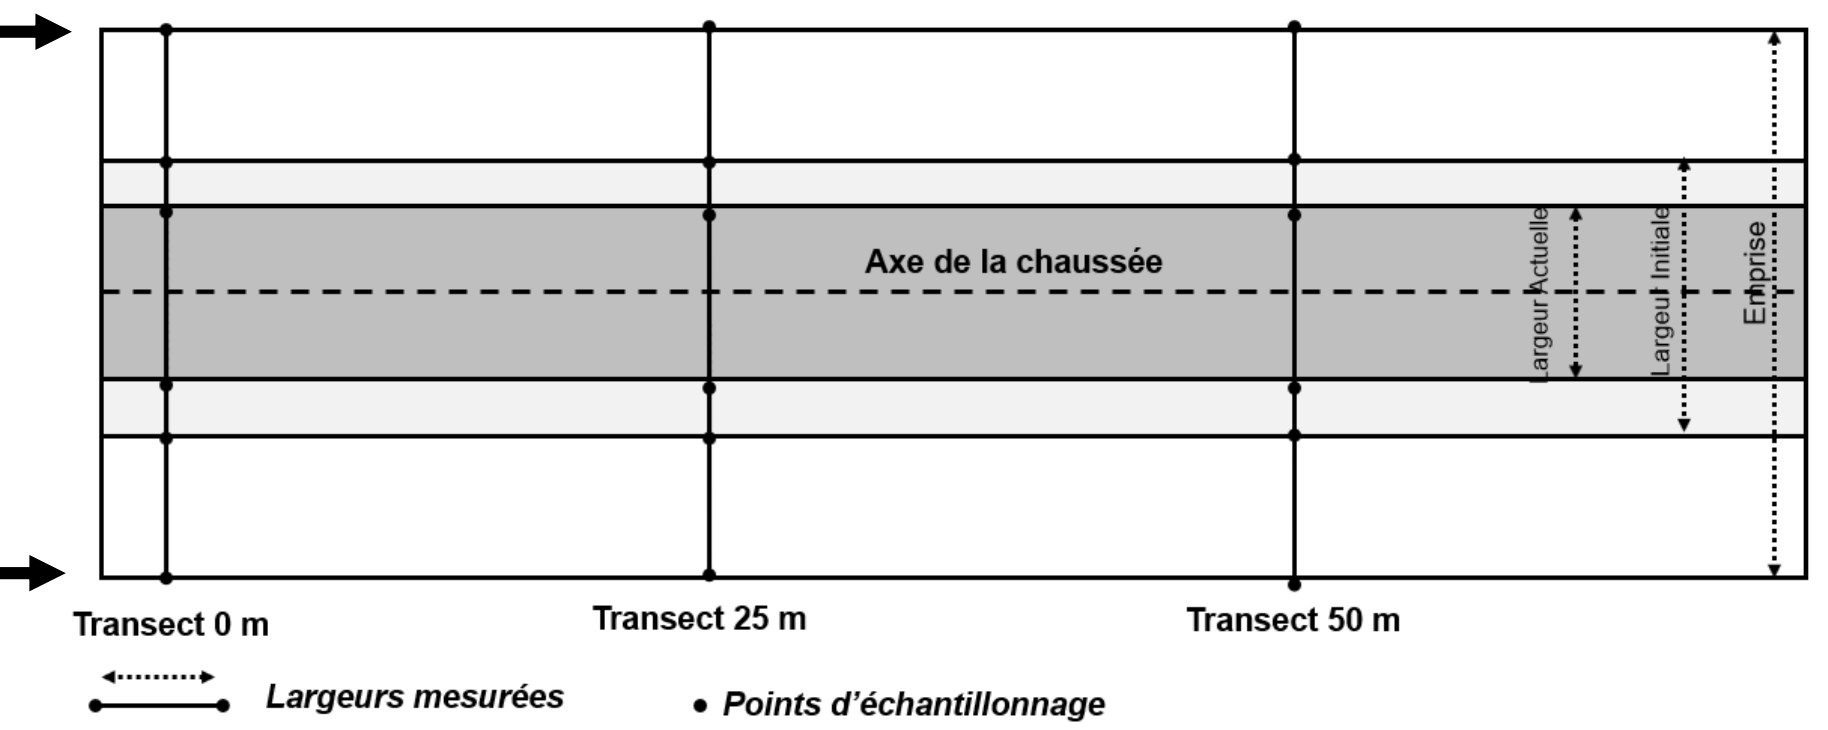 Axe de la chaussée
Largeur Actuelle
Largeur Initiale
Emprise
Transect 0 m
Transect 25 m
Transect 50 m
Largeurs mesurées
Points d’échantillonnage